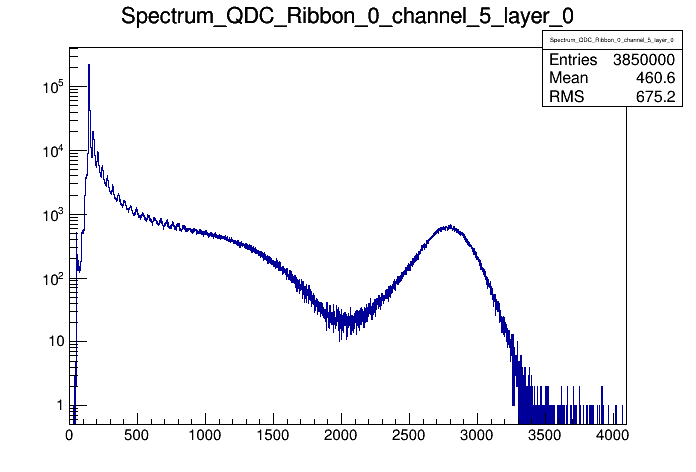 Spectrum_QDC_Ribbon_0_channel_5_layer_0
Spectrum_QDC_Ribbon_0_channel_5_layer_0
Entries 3850000
Mean 460.6
RMS 675.2
10^5
10^4
10^3
10^2
10
1
0 500 1000 1500 2000 2500 3000 3500 4000